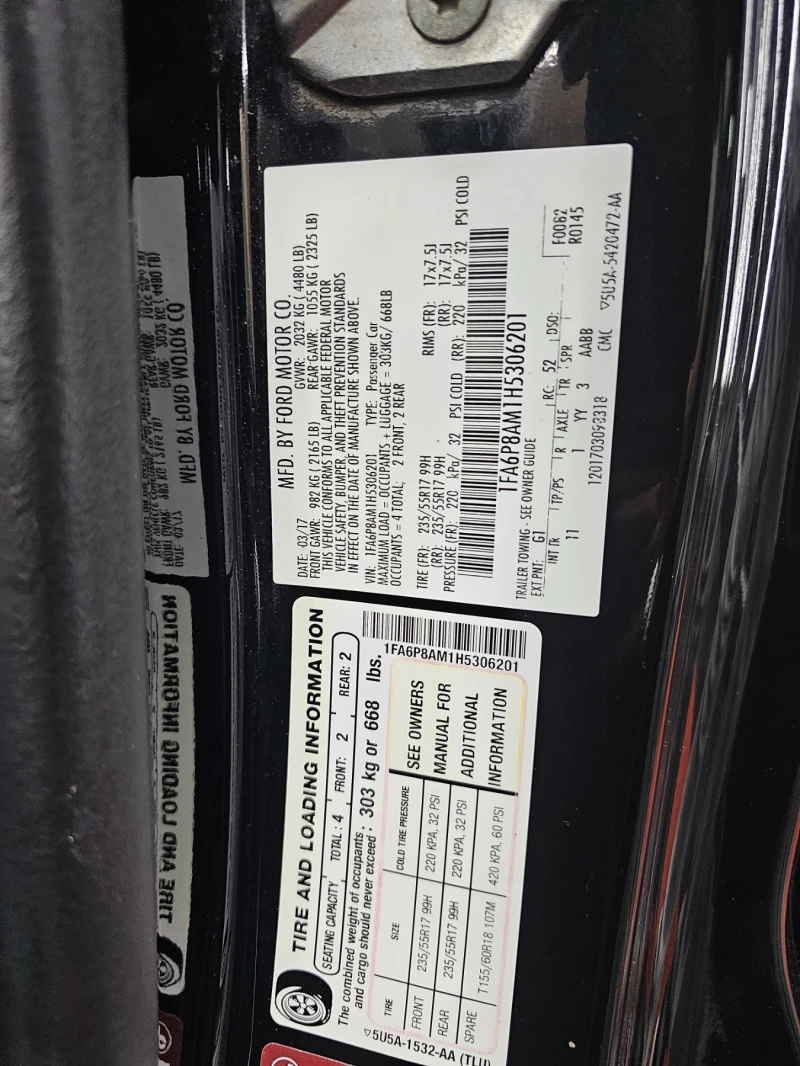 MFD. BY FORD MOTOR CO.
DATE: 03/17 GVWR: 2032 KG ( 4480 LB)
FRONT GAWR: 982 KG ( 2165 LB) REAR GAWR: 1055 KG ( 2325 LB)
THIS VEHICLE CONFORMS TO ALL APPLICABLE FEDERAL MOTOR
VEHICLE SAFETY, BUMPER, AND THEFT PREVENTION STANDARDS
IN EFFECT ON THE DATE OF MANUFACTURE SHOWN ABOVE.
VIN: 1FA6P8AM1H5306201 TYPE: Passenger Car
MAXIMUM LOAD = OCCUPANTS + LUGGAGE = 303KG/ 668LB
OCCUPANTS = 4 TOTAL; 2 FRONT, 2 REAR
TIRE (FR): 235/55R17 99H RIMS (FR): 17x7.5J
(RR): 235/55R17 99H (RR): 17x7.5J
PRESSURE (FR): 220 kPa/ 32 PSI COLD (RR): 220 kPa/ 32 PSI COLD
1FA6P8AM1H5306201
TRAILER TOWING - SEE OWNER GUIDE
EXT PNT: G1 RC: 52 DSO: F0062
R0145
INT TR TP/PS R AXLE TR SPR
11 1 YY 3 AABB
1201703093318 CMC ▽5U5A-5420472-AA
TIRE AND LOADING INFORMATION
SEATING CAPACITY TOTAL: 4 FRONT: 2 REAR: 2
The combined weight of occupants
and cargo should never exceed: 303 kg or 668 lbs.
TIRE SIZE COLD TIRE PRESSURE
FRONT 235/55R17 99H 220 KPA, 32 PSI
REAR 235/55R17 99H 220 KPA, 32 PSI
SPARE T155/60R18 107M 420 KPA, 60 PSI
SEE OWNERS
MANUAL FOR
ADDITIONAL
INFORMATION
1FA6P8AM1H5306201
▽5U5A-1532-AA (TLU)